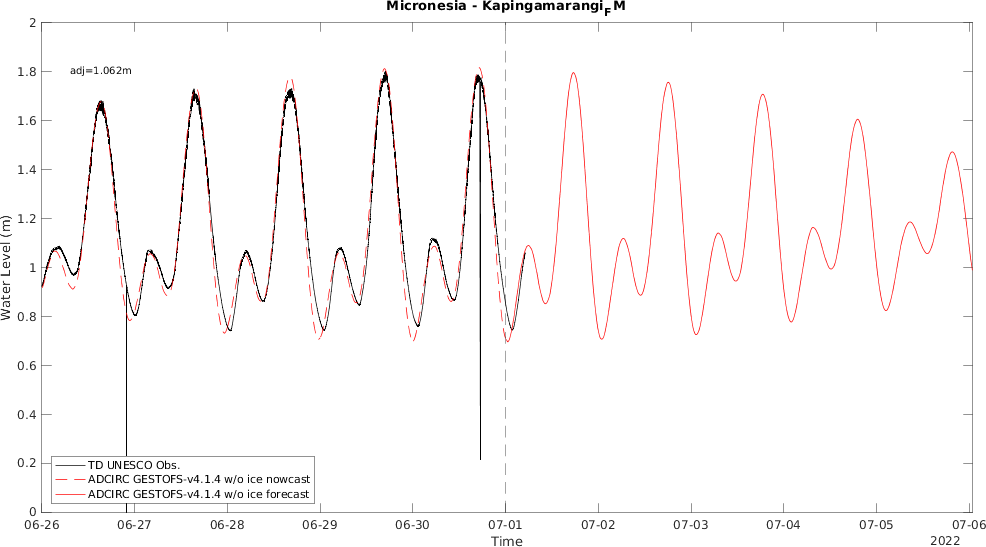 Micronesia - Kapingamarangi_FM
2
1.8
adj=1.062m
1.6
1.4
1.2
1
0.8
0.6
0.4
0.2
0
Water Level (m)
TD UNESCO Obs.
ADCIRC GESTOFS-v4.1.4 w/o ice nowcast
ADCIRC GESTOFS-v4.1.4 w/o ice forecast
06-26 06-27 06-28 06-29 06-30 07-01 07-02 07-03 07-04 07-05 07-06
Time
2022